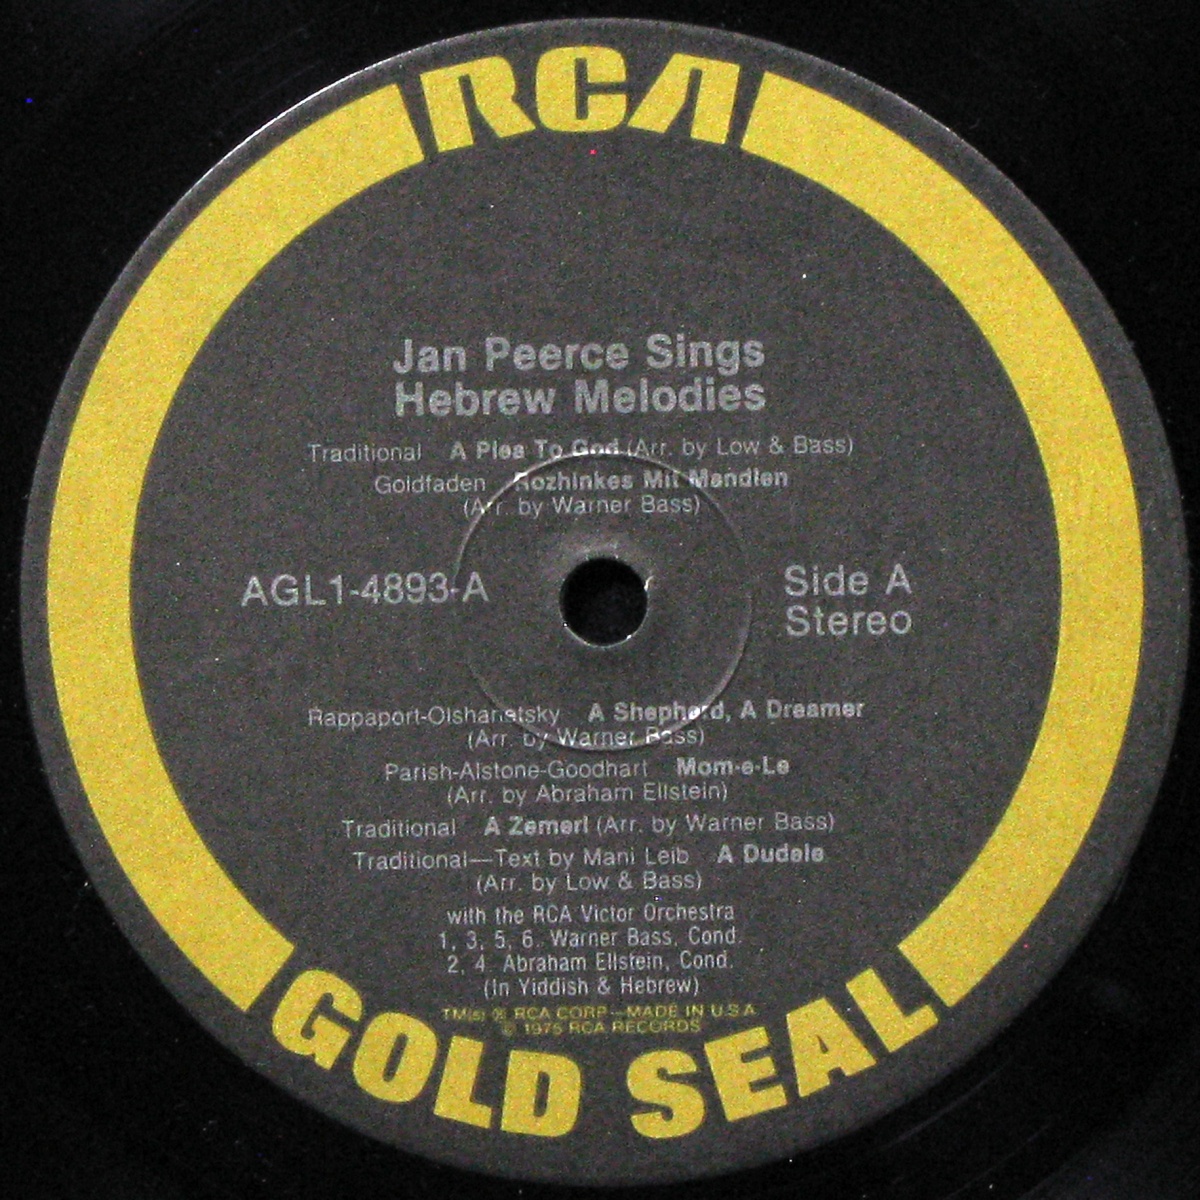 RCA
Jan Peerce Sings
Hebrew Melodies
Traditional A Plea To God (Arr. by Low & Bass)
Goldfaden Rozhinkes Mit Mandlen
(Arr. by Warner Bass)
AGL1-4893-A
Side A
Stereo
Rappaport-Olshanetsky A Shepherd, A Dreamer
(Arr. by Warner Bass)
Parish-Alstone-Goodhart Mom-e-Le
(Arr. by Abraham Ellstein)
Traditional A Zemerl (Arr. by Warner Bass)
Traditional—Text by Mani Leib A Dudele
(Arr. by Low & Bass)
with the RCA Victor Orchestra
1, 3, 5, 6. Warner Bass, Cond.
2, 4. Abraham Ellstein, Cond.
(In Yiddish & Hebrew)
TM(s) ® RCA CORP—MADE IN U.S.A.
© 1975 RCA RECORDS
GOLD SEAL